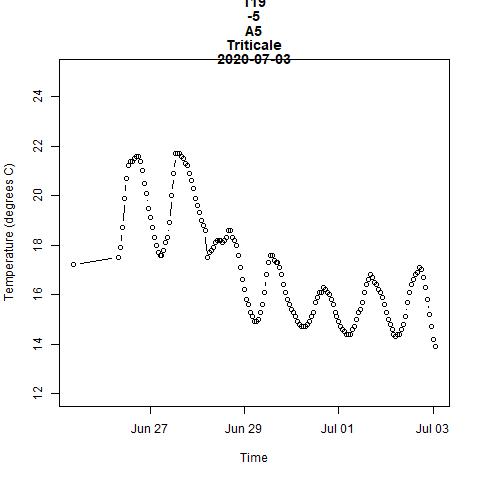 T19
-5
A5
Triticale
2020-07-03
24
22
20
18
16
14
12
Temperature (degrees C)
Jun 27
Jun 29
Jul 01
Jul 03
Time